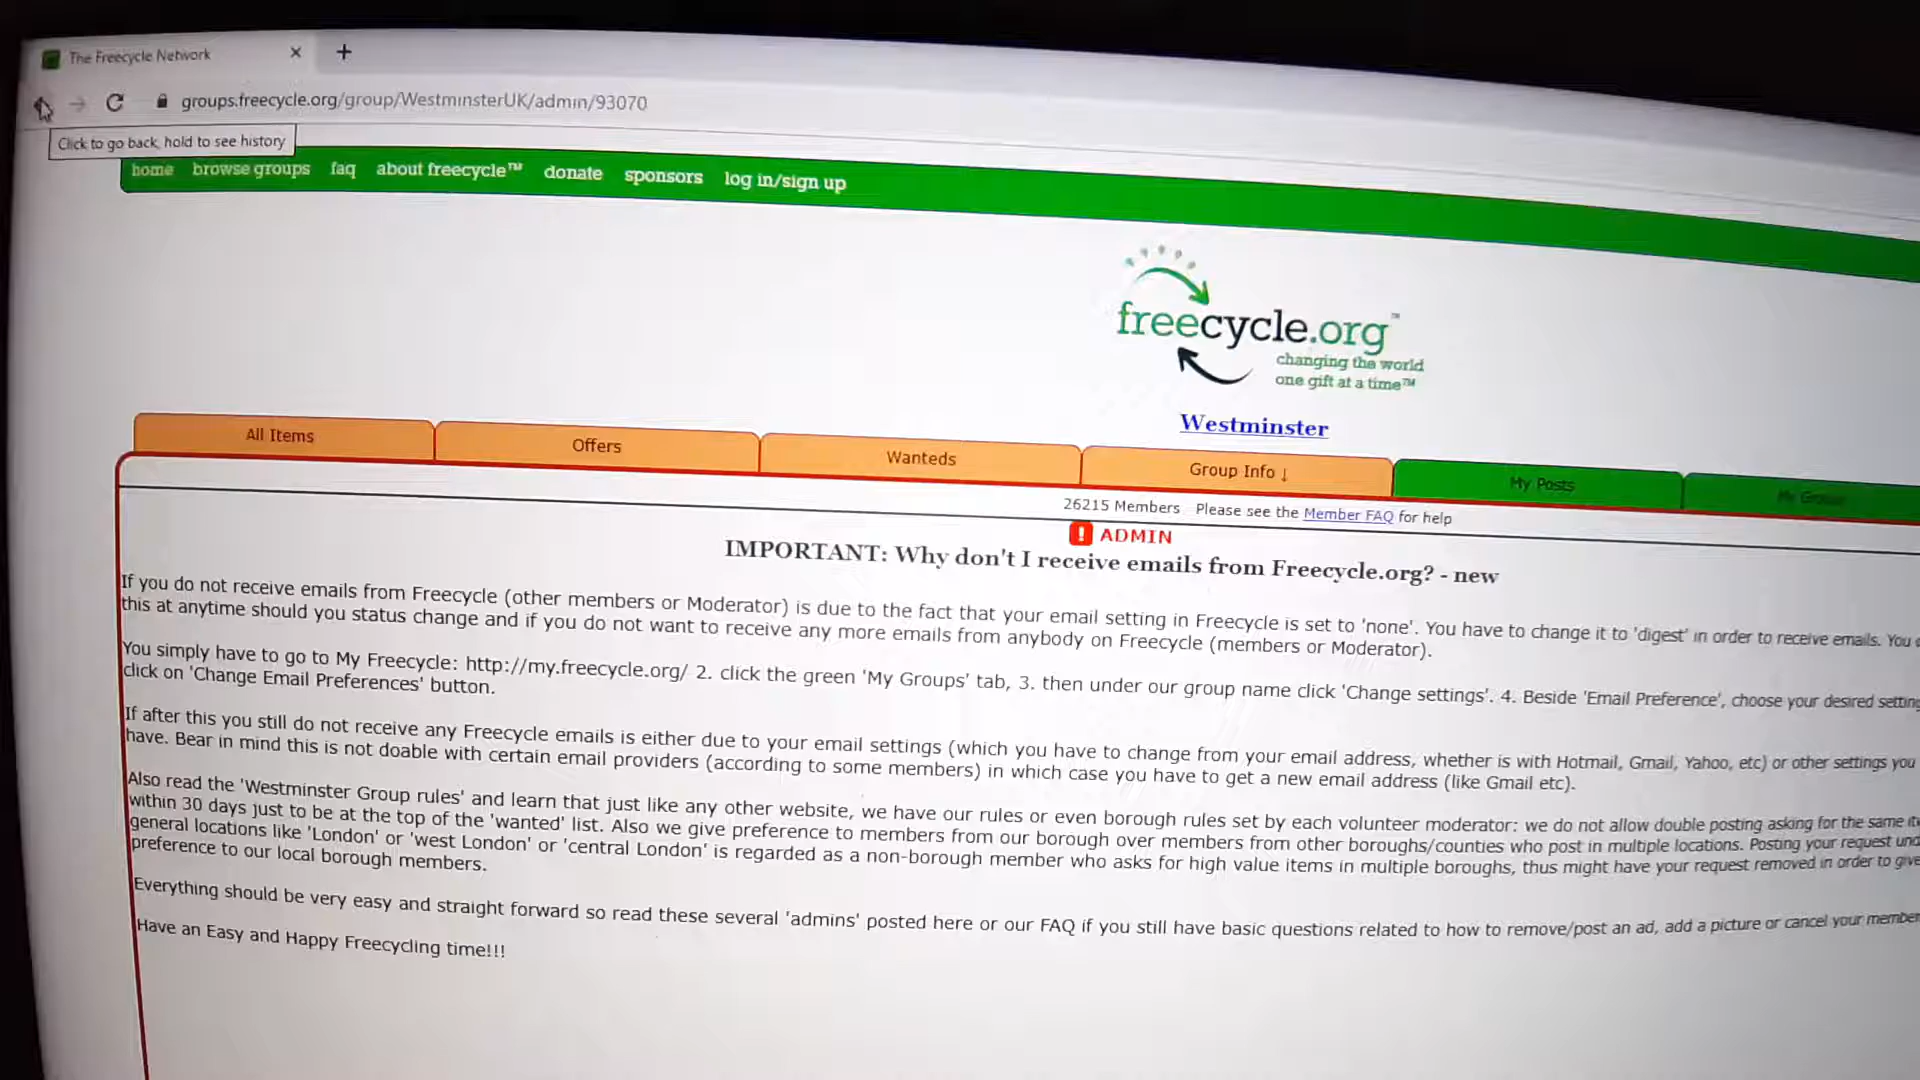 The Freecycle Network
groups.freecycle.org/group/WestminsterUK/admin/93070
Click to go back, hold to see history
home browse groups faq about freecycle™ donate sponsors log in/sign up
freecycle.org™
changing the world
one gift at a time™
Westminster
All Items Offers Wanteds Group Info ↓ My Posts My Groups
26215 Members Please see the Member FAQ for help
! ADMIN
IMPORTANT: Why don't I receive emails from Freecycle.org? - new
If you do not receive emails from Freecycle (other members or Moderator) is due to the fact that your email setting in Freecycle is set to 'none'. You have to change it to 'digest' in order to receive emails. You
this at anytime should you status change and if you do not want to receive any more emails from anybody on Freecycle (members or Moderator).
You simply have to go to My Freecycle: http://my.freecycle.org/ 2. click the green 'My Groups' tab, 3. then under our group name click 'Change settings'. 4. Beside 'Email Preference', choose your desired setting
click on 'Change Email Preferences' button.
If after this you still do not receive any Freecycle emails is either due to your email settings (which you have to change from your email address, whether is with Hotmail, Gmail, Yahoo, etc) or other settings you
have. Bear in mind this is not doable with certain email providers (according to some members) in which case you have to get a new email address (like Gmail etc).
Also read the 'Westminster Group rules' and learn that just like any other website, we have our rules or even borough rules set by each volunteer moderator: we do not allow double posting asking for the same
within 30 days just to be at the top of the 'wanted' list. Also we give preference to members from our borough over members from other boroughs/counties who post in multiple locations. Posting your request
general locations like 'London' or 'west London' or 'central London' is regarded as a non-borough member who asks for high value items in multiple boroughs, thus might have your request removed in order to give
preference to our local borough members.
Everything should be very easy and straight forward so read these several 'admins' posted here or our FAQ if you still have basic questions related to how to remove/post an ad, add a picture or cancel your
Have an Easy and Happy Freecycling time!!!